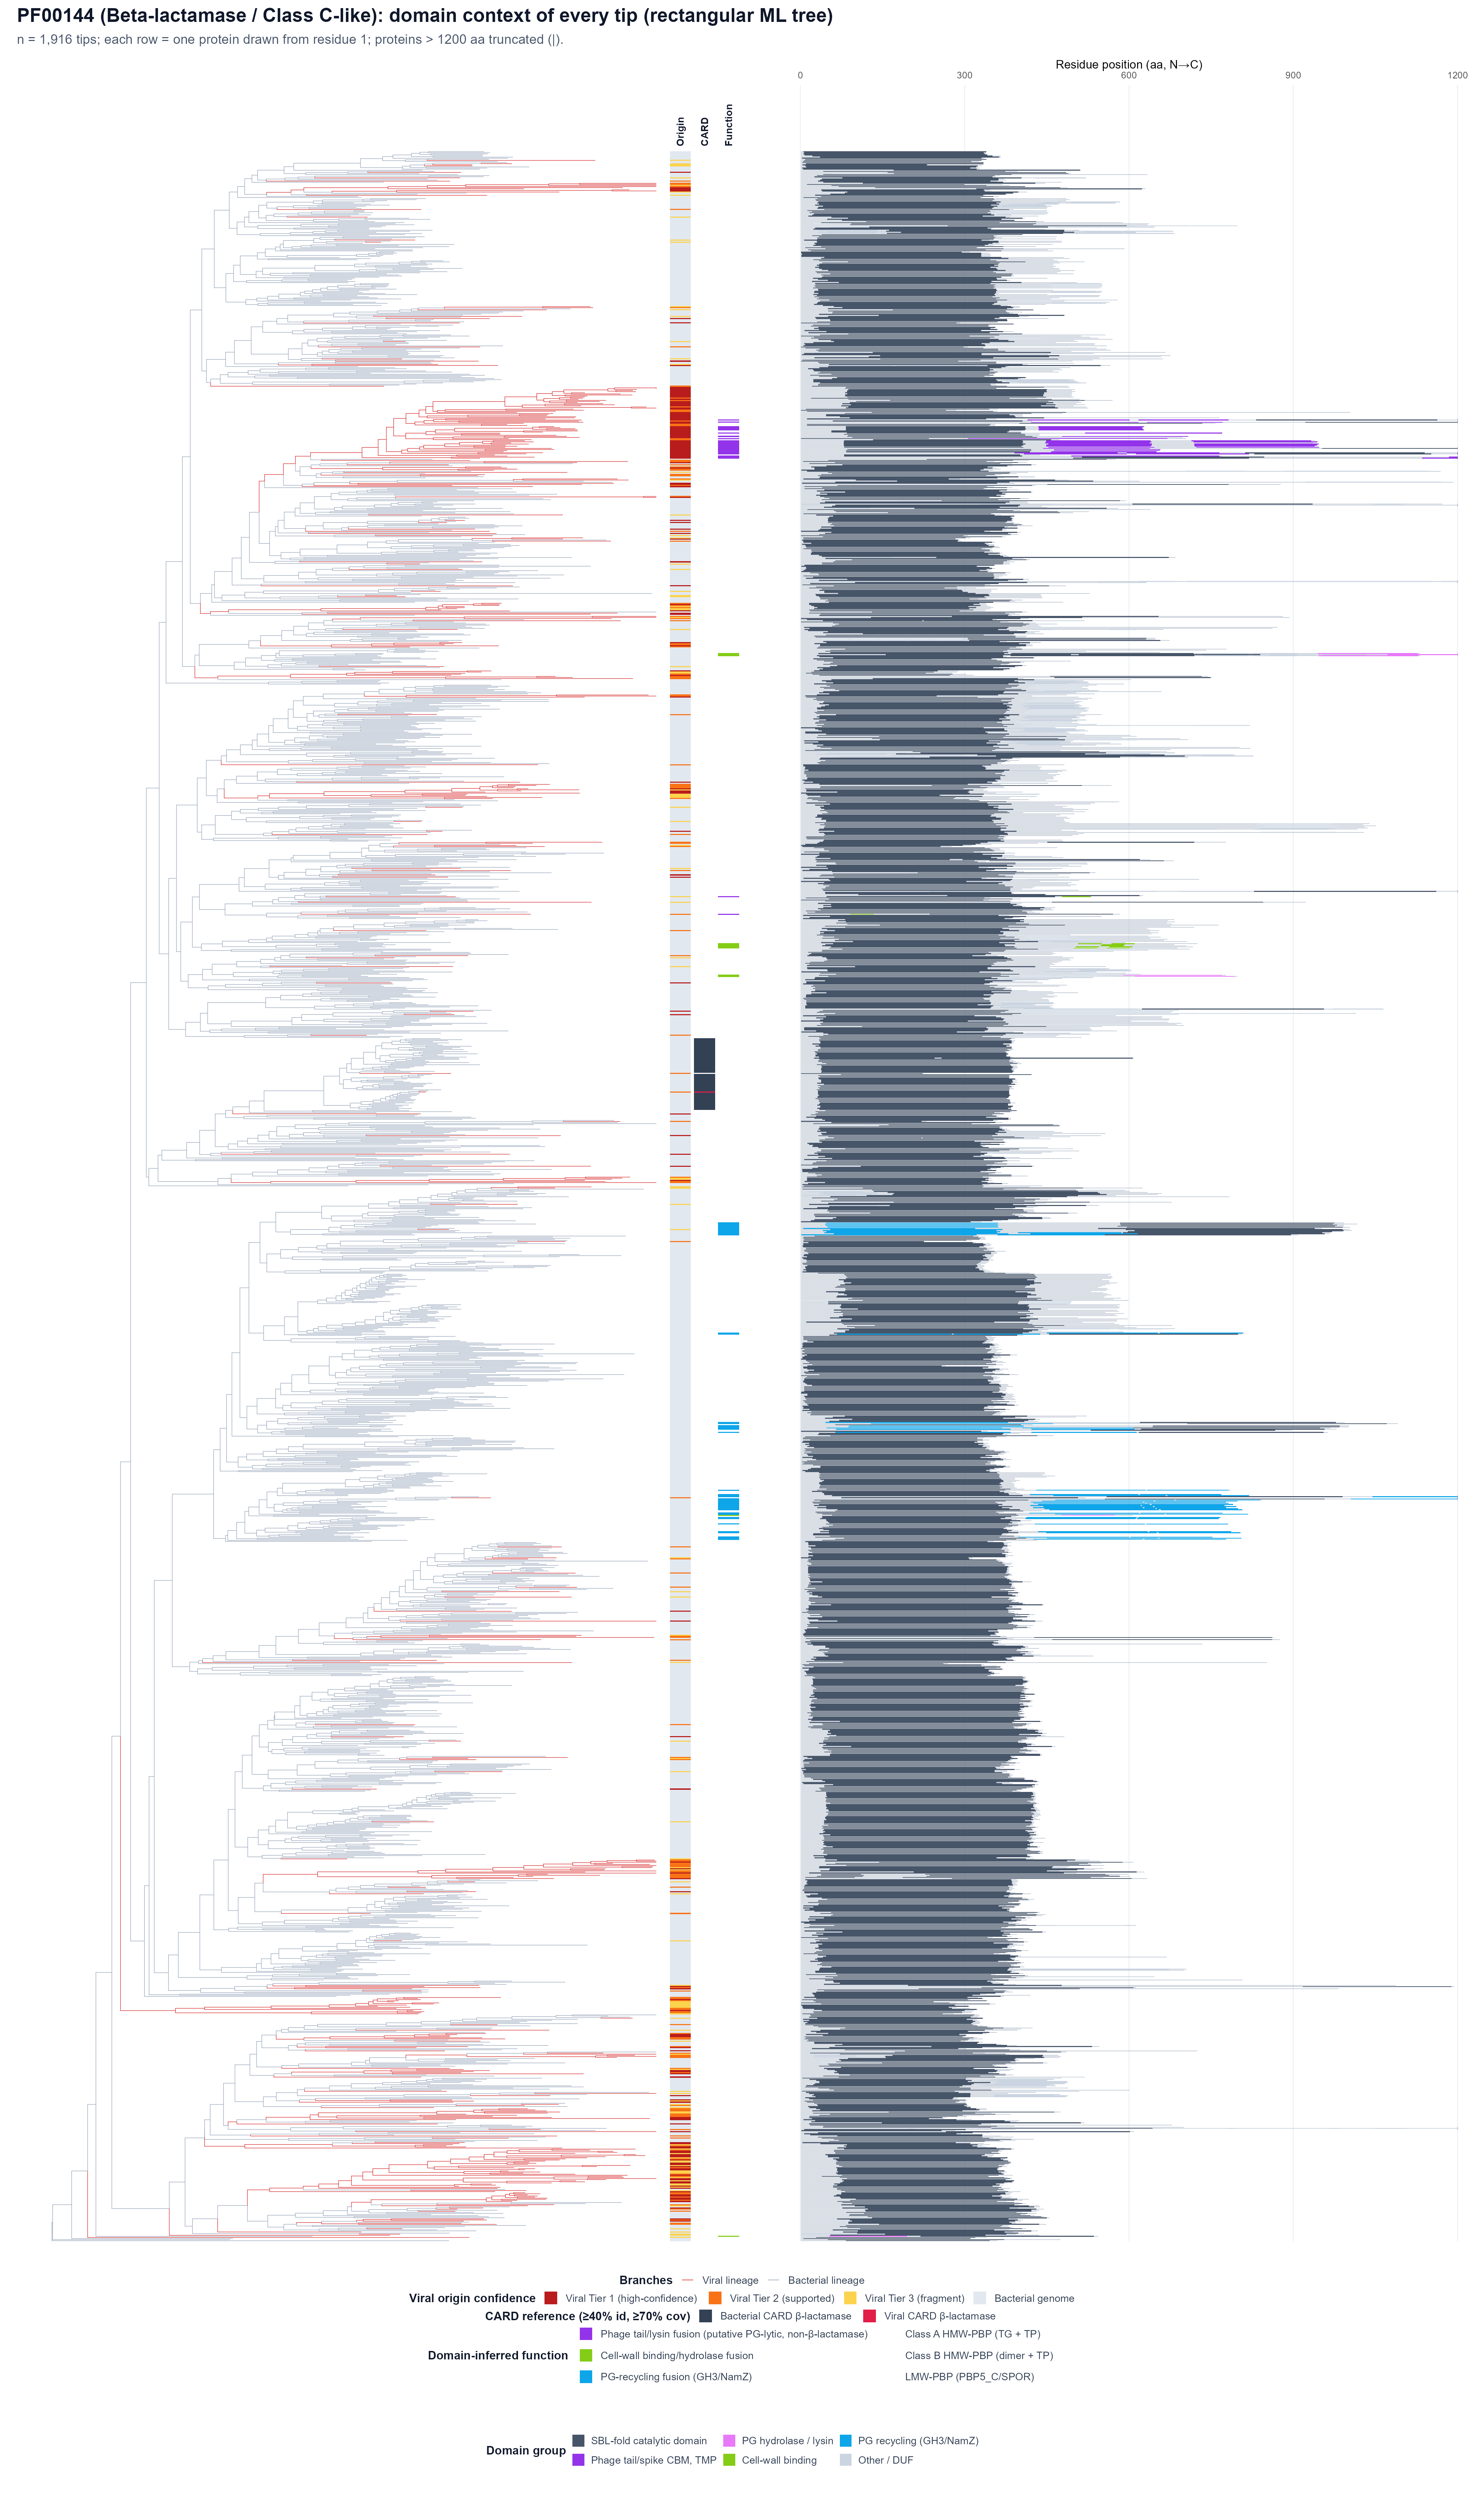 PF00144 (Beta-lactamase / Class C-like): domain context of every tip (rectangular ML tree)
n = 1,916 tips; each row = one protein drawn from residue 1; proteins > 1200 aa truncated (|).
Residue position (aa, N→C)
0 300 600 900 1200
Origin CARD Function
Branches Viral lineage Bacterial lineage
Viral origin confidence Viral Tier 1 (high-confidence) Viral Tier 2 (supported) Viral Tier 3 (fragment) Bacterial genome
CARD reference (≥40% id, ≥70% cov) Bacterial CARD β-lactamase Viral CARD β-lactamase
Phage tail/lysin fusion (putative PG-lytic, non-β-lactamase) Class A HMW-PBP (TG + TP)
Domain-inferred function Cell-wall binding/hydrolase fusion Class B HMW-PBP (dimer + TP)
PG-recycling fusion (GH3/NamZ) LMW-PBP (PBP5_C/SPOR)
SBL-fold catalytic domain PG hydrolase / lysin PG recycling (GH3/NamZ)
Domain group
Phage tail/spike CBM, TMP Cell-wall binding Other / DUF